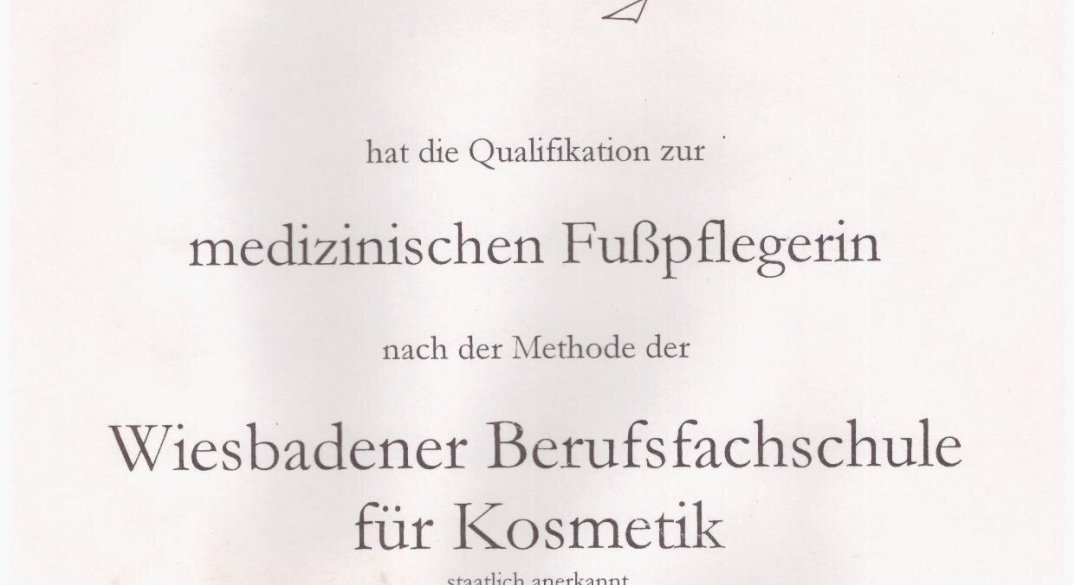 hat die Qualifikation zur
medizinischen Fußpflegerin
nach der Methode der
Wiesbadener Berufsfachschule
für Kosmetik
staatlich anerkannt